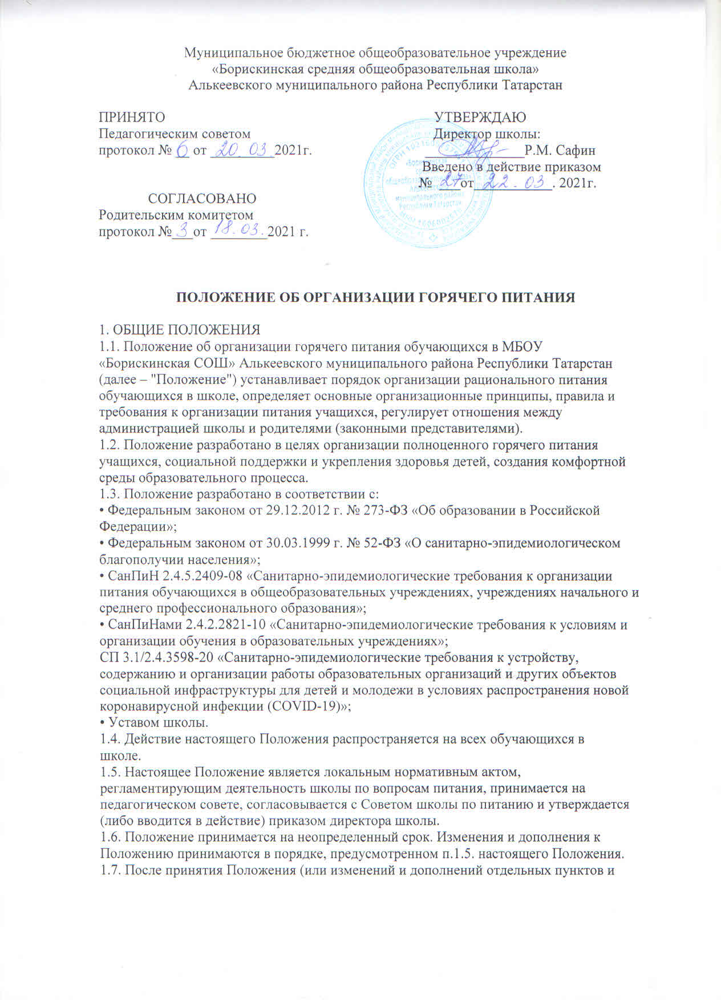 Муниципальное бюджетное общеобразовательное учреждение
«Борискинская средняя общеобразовательная школа»
Алькеевского муниципального района Республики Татарстан
ПРИНЯТО УТВЕРЖДАЮ
Педагогическим советом Директор школы:
протокол № 6 от 20.03 2021г. Р.М. Сафин
Введено в действие приказом
№ 27 от 22.03. 2021г.
СОГЛАСОВАНО
Родительским комитетом
протокол № 3 от 18.03.2021 г.
ПОЛОЖЕНИЕ ОБ ОРГАНИЗАЦИИ ГОРЯЧЕГО ПИТАНИЯ
1. ОБЩИЕ ПОЛОЖЕНИЯ
1.1. Положение об организации горячего питания обучающихся в МБОУ
«Борискинская СОШ» Алькеевского муниципального района Республики Татарстан
(далее – "Положение") устанавливает порядок организации рационального питания
обучающихся в школе, определяет основные организационные принципы, правила и
требования к организации питания учащихся, регулирует отношения между
администрацией школы и родителями (законными представителями).
1.2. Положение разработано в целях организации полноценного горячего питания
учащихся, социальной поддержки и укрепления здоровья детей, создания комфортной
среды образовательного процесса.
1.3. Положение разработано в соответствии с:
• Федеральным законом от 29.12.2012 г. № 273-ФЗ «Об образовании в Российской
Федерации»;
• Федеральным законом от 30.03.1999 г. № 52-ФЗ «О санитарно-эпидемиологическом
благополучии населения»;
• СанПиН 2.4.5.2409-08 «Санитарно-эпидемиологические требования к организации
питания обучающихся в общеобразовательных учреждениях, учреждениях начального и
среднего профессионального образования»;
• СанПиНами 2.4.2.2821-10 «Санитарно-эпидемиологические требования к условиям и
организации обучения в образовательных учреждениях»;
СП 3.1/2.4.3598-20 «Санитарно-эпидемиологические требования к устройству,
содержанию и организации работы образовательных организаций и других объектов
социальной инфраструктуры для детей и молодежи в условиях распространения новой
коронавирусной инфекции (COVID-19)»;
• Уставом школы.
1.4. Действие настоящего Положения распространяется на всех обучающихся в
школе.
1.5. Настоящее Положение является локальным нормативным актом,
регламентирующим деятельность школы по вопросам питания, принимается на
педагогическом совете, согласовывается с Советом школы по питанию и утверждается
(либо вводится в действие) приказом директора школы.
1.6. Положение принимается на неопределенный срок. Изменения и дополнения к
Положению принимаются в порядке, предусмотренном п.1.5. настоящего Положения.
1.7. После принятия Положения (или изменений и дополнений отдельных пунктов и